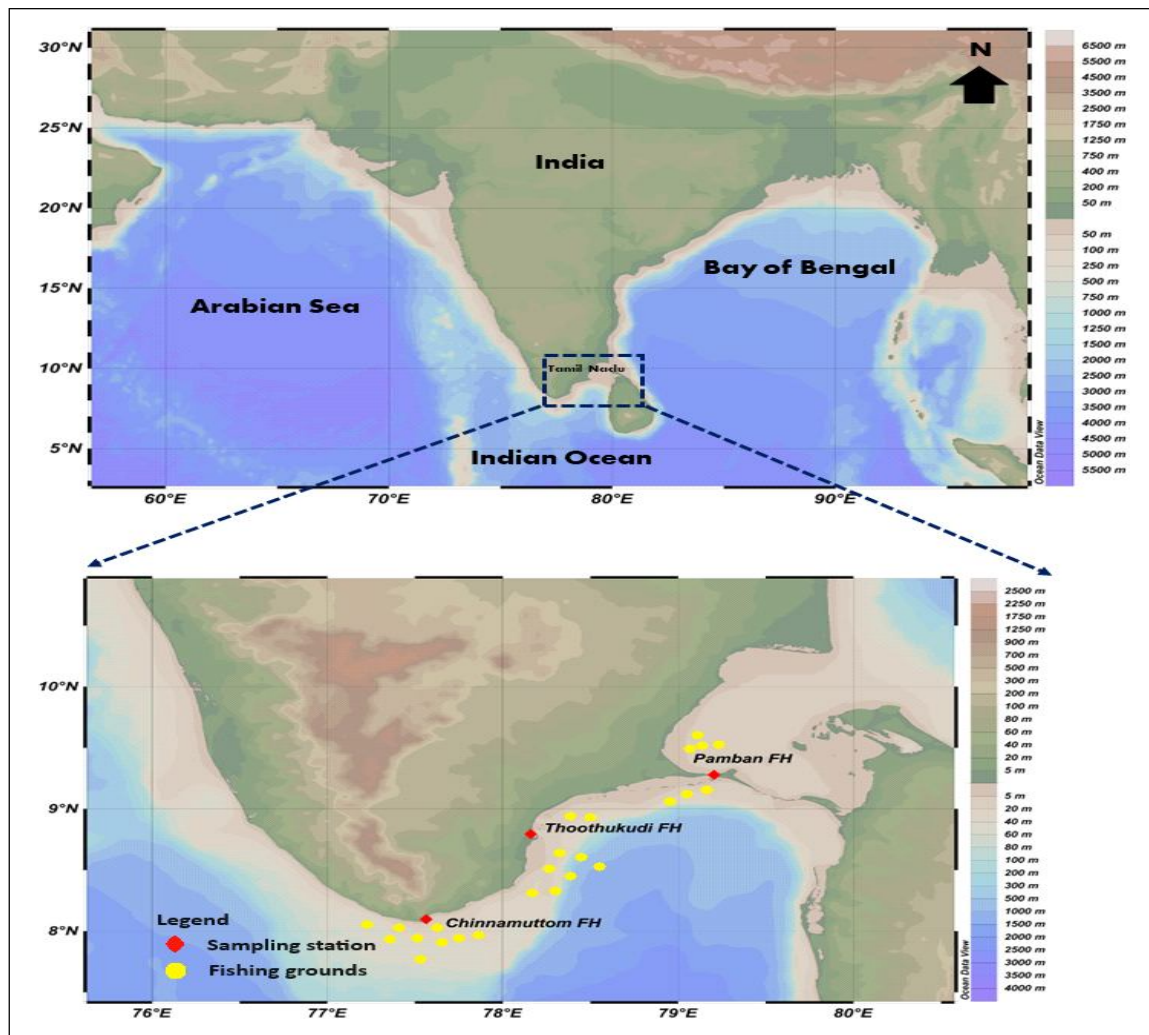 30°N
25°N
20°N
15°N
10°N
5°N
60°E
70°E
80°E
90°E
N
India
Bay of Bengal
Arabian Sea
Tamil Nadu
Indian Ocean
6500 m
5500 m
4500 m
3500 m
2500 m
1750 m
1250 m
750 m
400 m
200 m
50 m
50 m
100 m
250 m
500 m
750 m
1000 m
1250 m
1500 m
2000 m
2500 m
3000 m
3500 m
4000 m
4500 m
5000 m
5500 m
Ocean Data View
10°N
9°N
8°N
76°E
77°E
78°E
79°E
80°E
Pamban FH
Thoothukudi FH
Chinnamuttom FH
Legend
Sampling station
Fishing grounds
2500 m
2250 m
1750 m
1250 m
900 m
700 m
500 m
300 m
200 m
100 m
80 m
60 m
40 m
20 m
5 m
5 m
20 m
40 m
60 m
80 m
100 m
200 m
300 m
500 m
1000 m
1500 m
2000 m
2500 m
3000 m
3500 m
4000 m
Ocean Data View